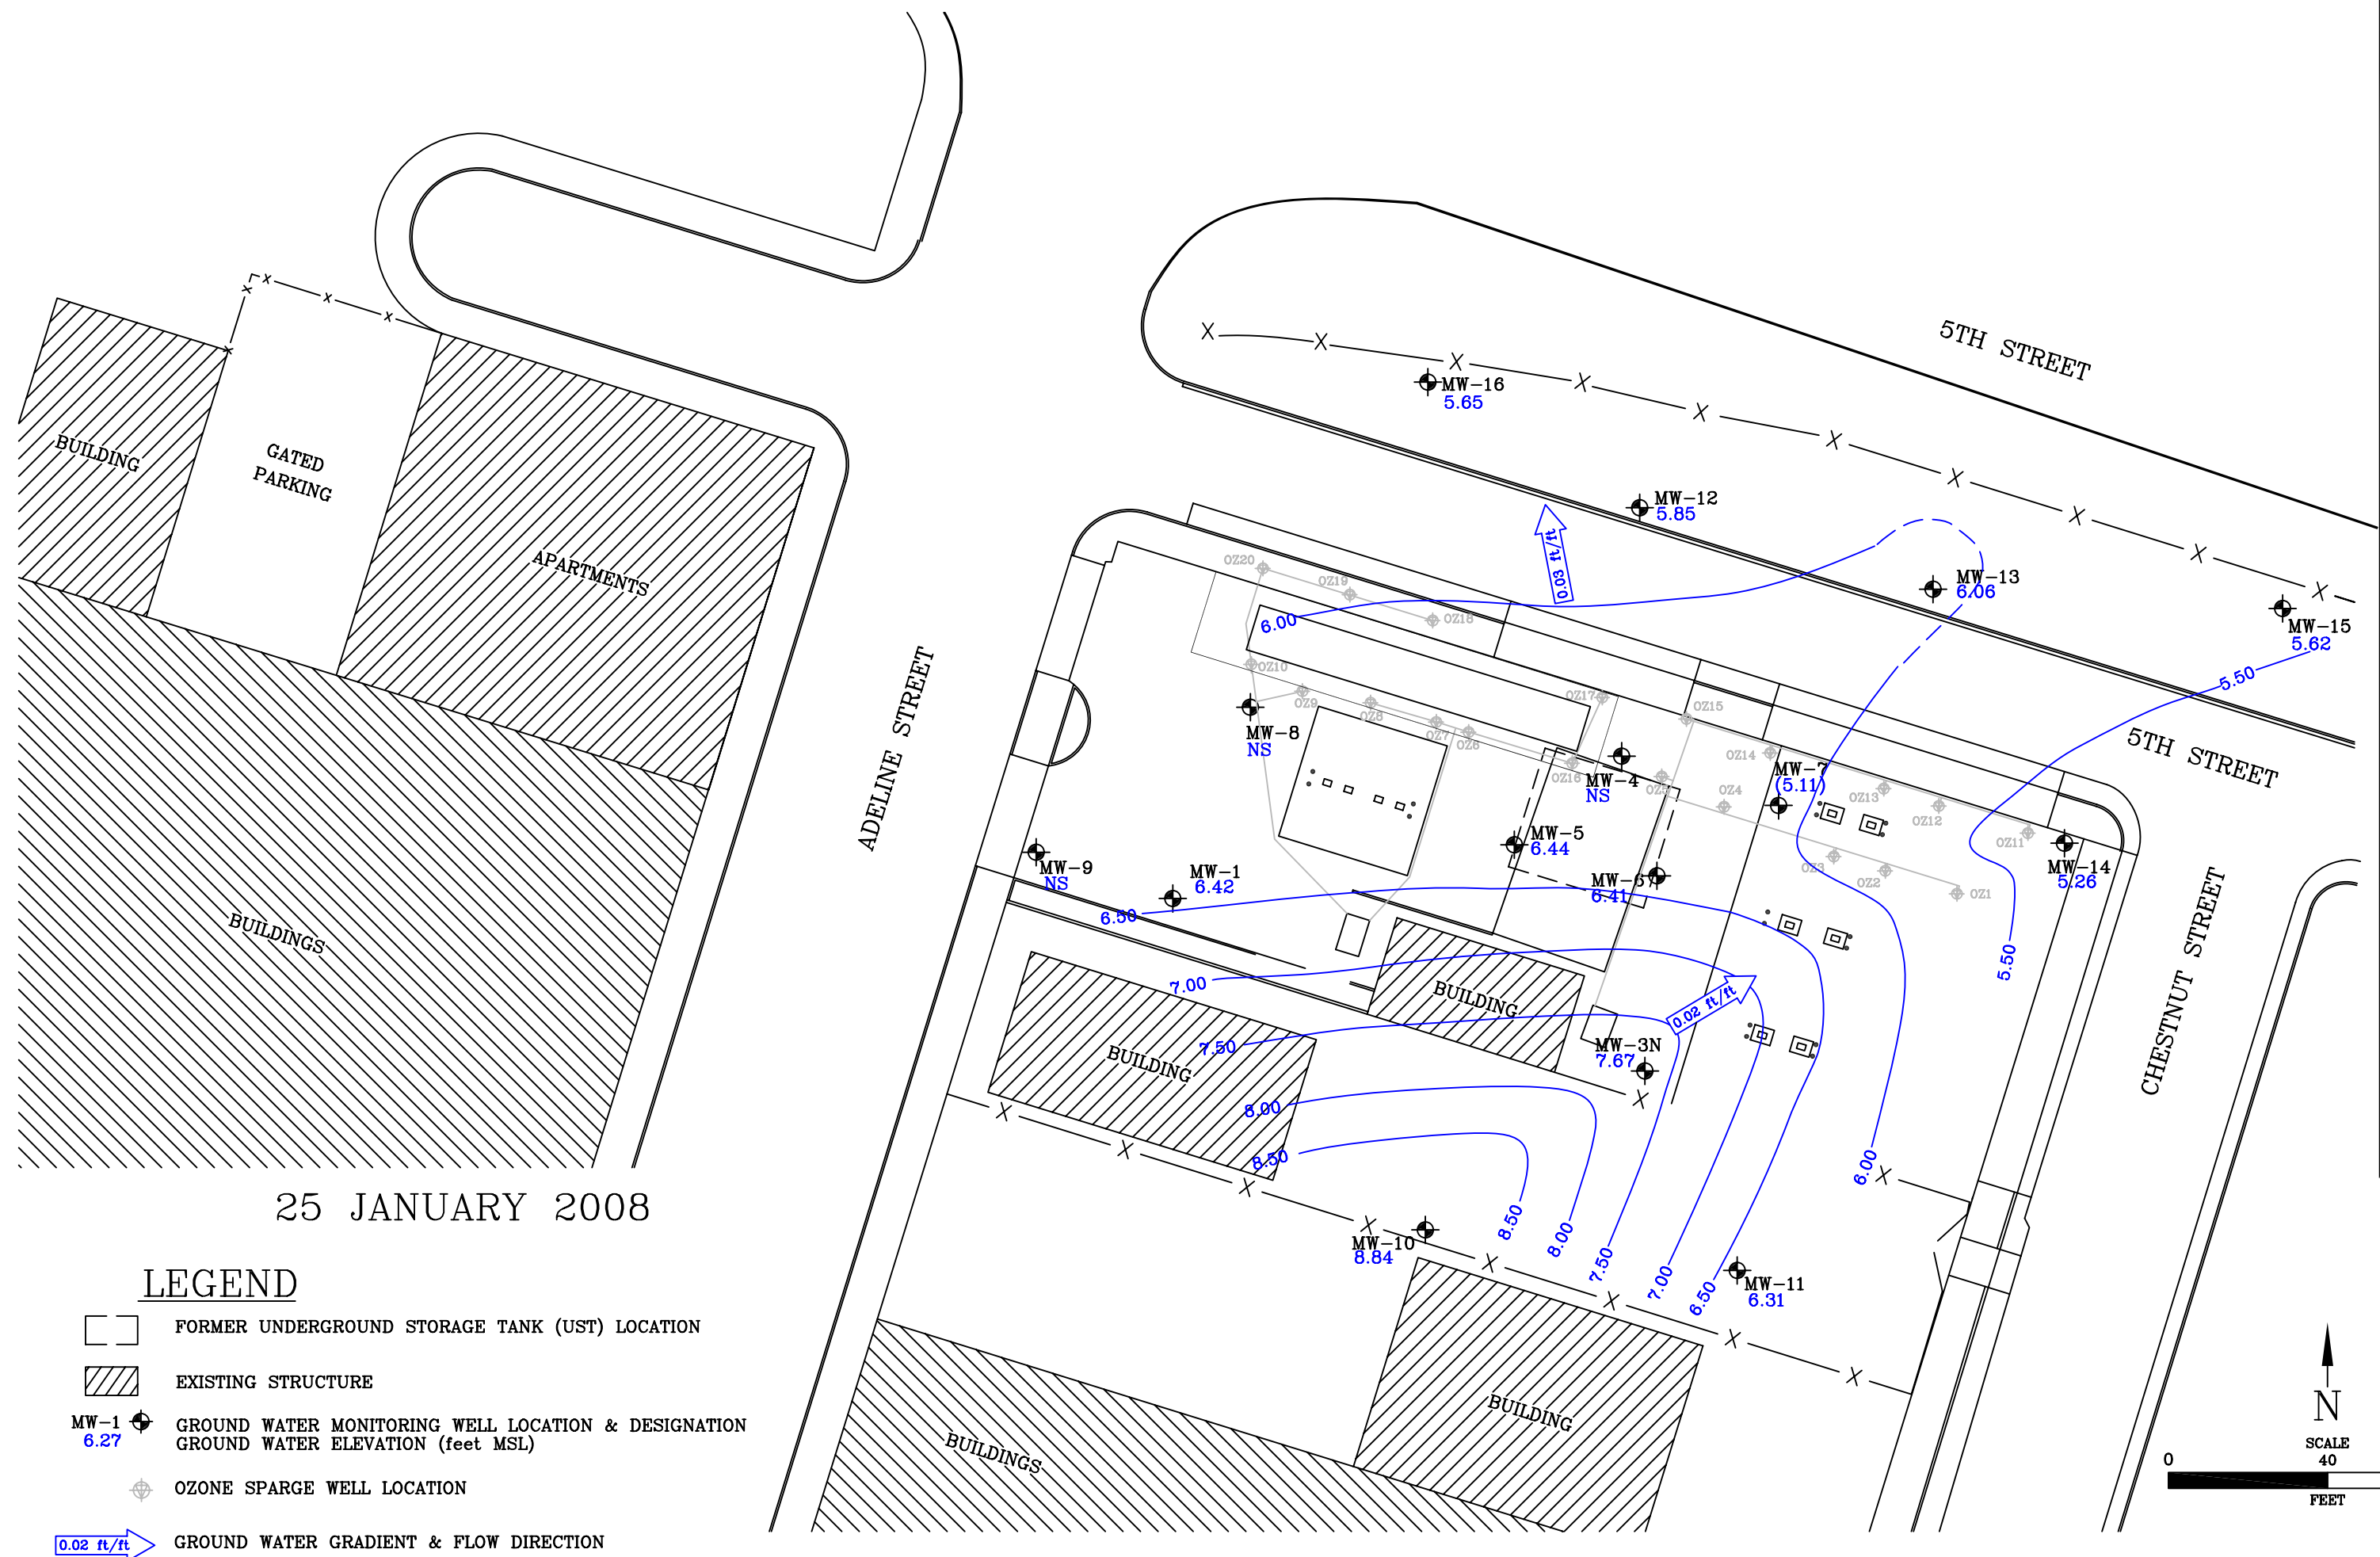 5TH STREET
MW-16
5.65
BUILDING
GATED
PARKING
MW-12
5.85
0.03 ft/ft
APARTMENTS
OZ20
OZ19
OZ18
6.00
MW-13
6.06
MW-15
5.62
5.50
OZ10
OZ9
OZ8
OZ7
OZ6
OZ17
OZ15
MW-8
NS
5TH STREET
ADELINE STREET
OZ16
MW-4
NS
OZ5
OZ14
MW-7
(5.11)
OZ4
OZ13
OZ12
OZ11
MW-5
6.44
MW-9
NS
MW-1
6.42
MW-6
6.41
OZ3
OZ2
OZ1
MW-14
5.26
6.50
BUILDINGS
5.50
CHESTNUT STREET
7.00
BUILDING
0.02 ft/ft
7.50
BUILDING
MW-3N
7.67
8.00
8.50
6.00
25 JANUARY 2008
8.50
8.00
7.50
7.00
6.50
MW-10
8.84
MW-11
6.31
LEGEND
FORMER UNDERGROUND STORAGE TANK (UST) LOCATION
EXISTING STRUCTURE
MW-1
6.27
GROUND WATER MONITORING WELL LOCATION & DESIGNATION
GROUND WATER ELEVATION (feet MSL)
OZONE SPARGE WELL LOCATION
0.02 ft/ft
GROUND WATER GRADIENT & FLOW DIRECTION
BUILDING
BUILDINGS
N
SCALE
0 40
FEET